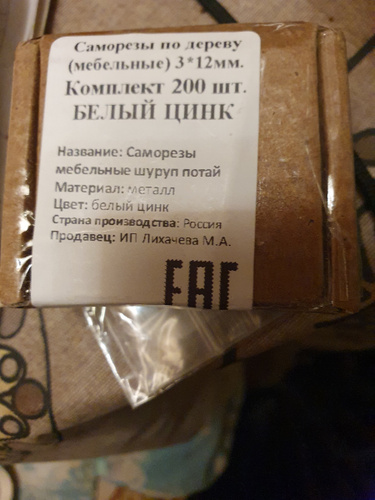 Саморезы по дереву
(мебельные) 3*12мм.
Комплект 200 шт.
БЕЛЫЙ ЦИНК
Название: Саморезы
мебельные шуруп потай
Материал: металл
Цвет: белый цинк
Страна производства: Россия
Продавец: ИП Лихачева М.А.
EAC